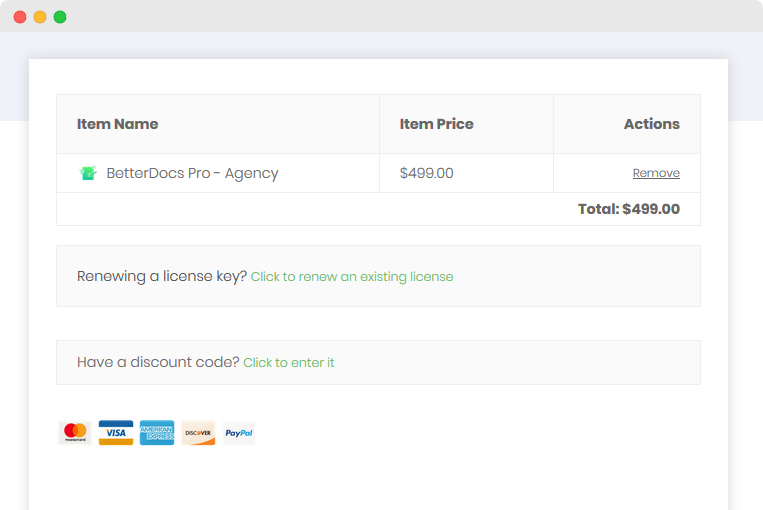 Item Name Item Price Actions
BetterDocs Pro - Agency $499.00 Remove
Total: $499.00
Renewing a license key? Click to renew an existing license
Have a discount code? Click to enter it
mastercard VISA AMERICAN EXPRESS DISCOVER PayPal